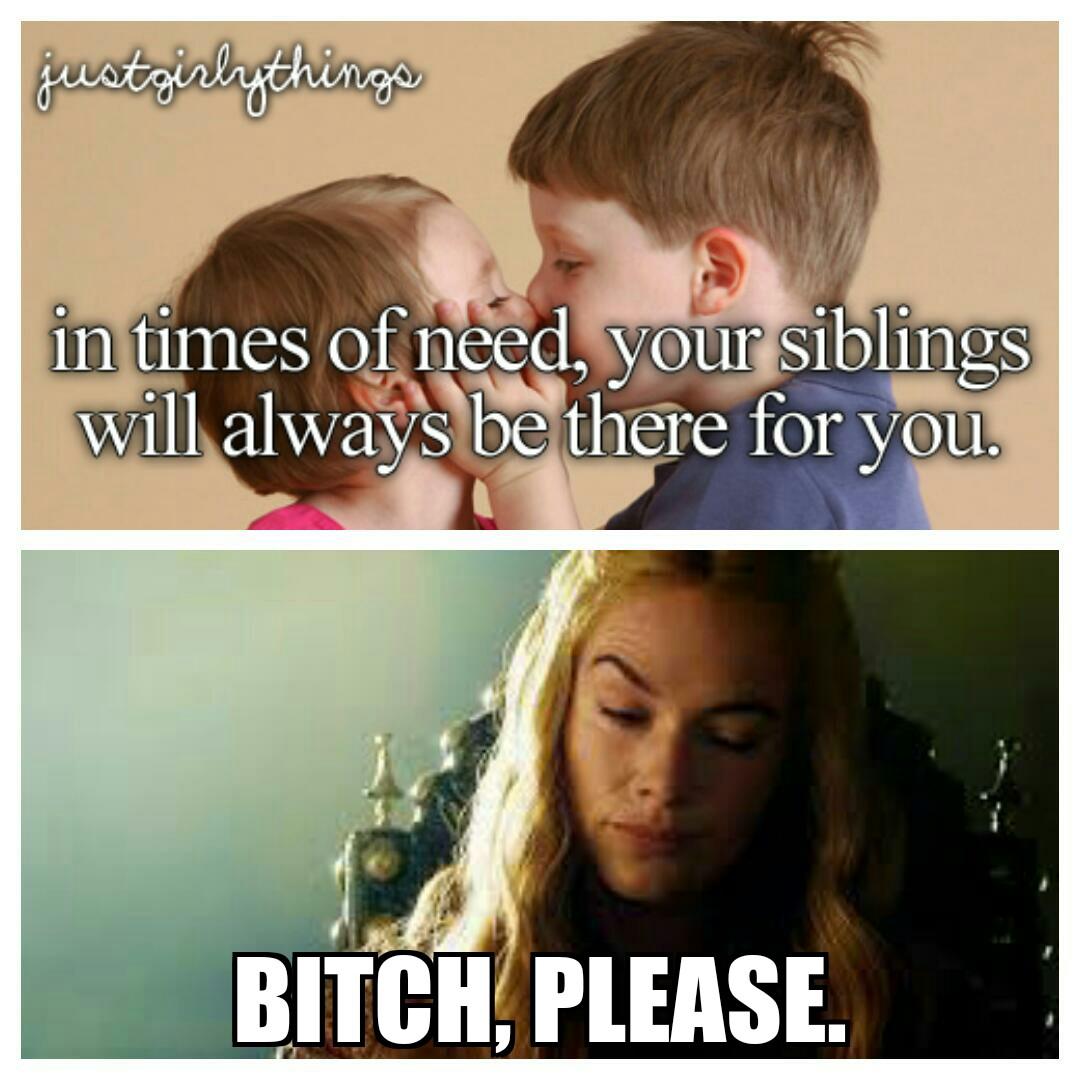 justgirlythings
in times of need, your siblings
will always be there for you.
BITCH, PLEASE.